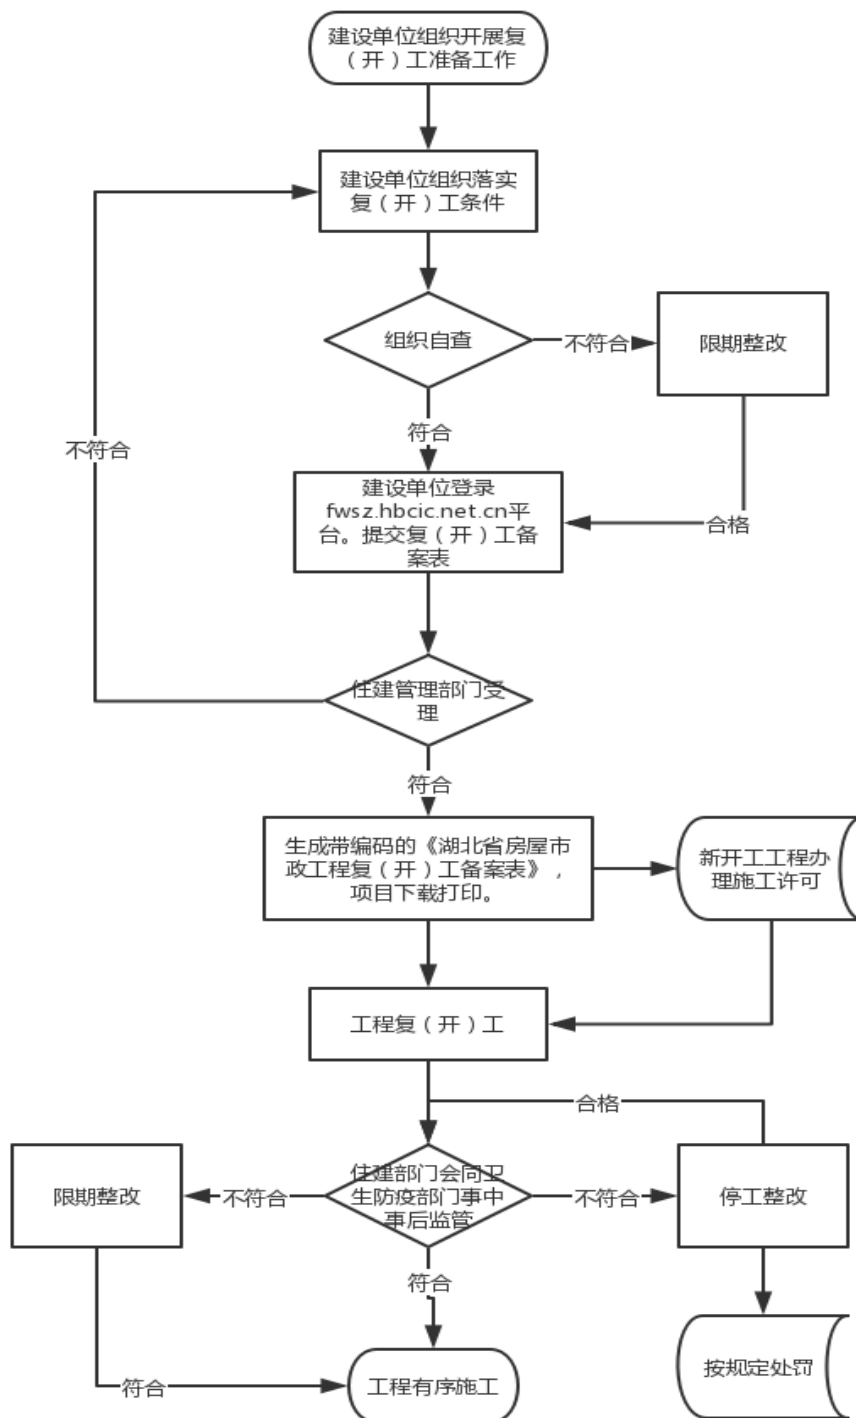 建设单位组织开展复
（开）工准备工作
建设单位组织落实
复（开）工条件
组织自查
不符合
限期整改
符合
不符合
建设单位登录
fwsz.hbcic.net.cn平
台。提交复（开）工备
案表
合格
住建管理部门受
理
符合
生成带编码的《湖北省房屋市
政工程复（开）工备案表》，
项目下载打印。
新开工工程办
理施工许可
工程复（开）工
合格
限期整改
不符合
住建部门会同卫
生防疫部门事中
事后监管
不符合
停工整改
符合
符合
工程有序施工
按规定处罚